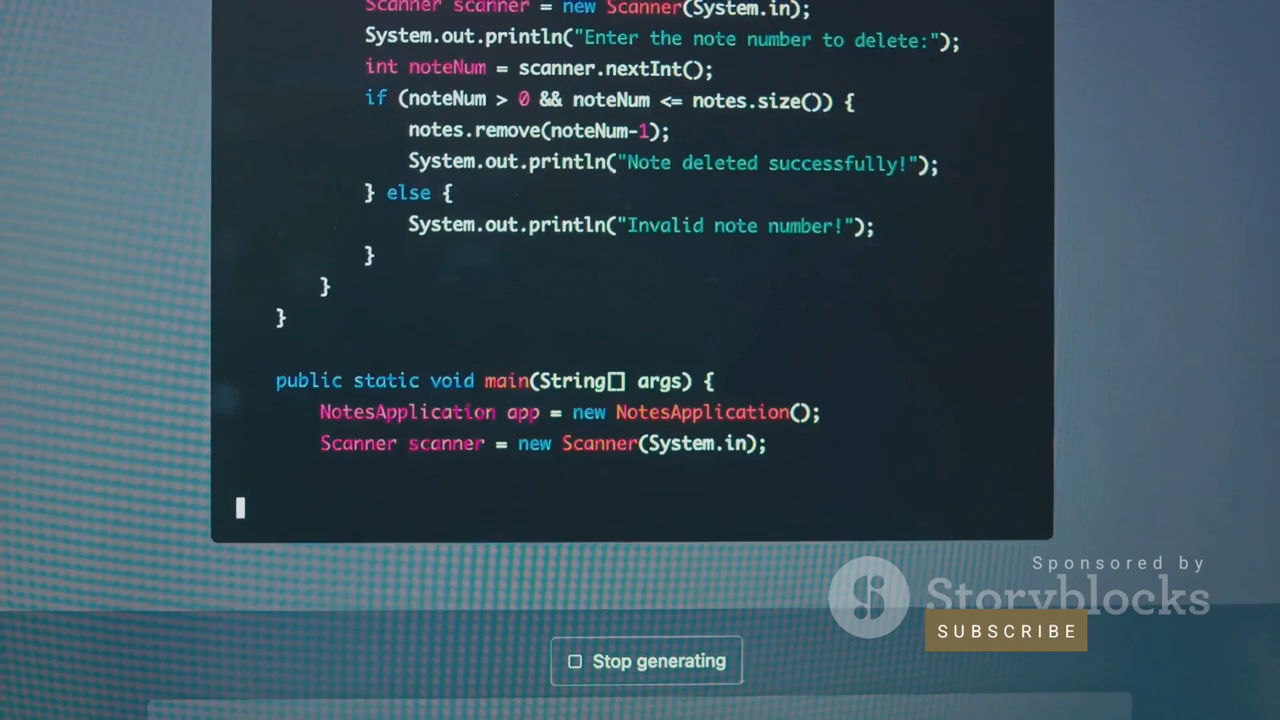 Scanner scanner = new Scanner(System.in);
System.out.println("Enter the note number to delete:");
int noteNum = scanner.nextInt();
if (noteNum > 0 && noteNum <= notes.size()) {
notes.remove(noteNum-1);
System.out.println("Note deleted successfully!");
} else {
System.out.println("Invalid note number!");
}
}
}
public static void main(String[] args) {
NotesApplication app = new NotesApplication();
Scanner scanner = new Scanner(System.in);
Sponsored by
Storyblocks
SUBSCRIBE
Stop generating